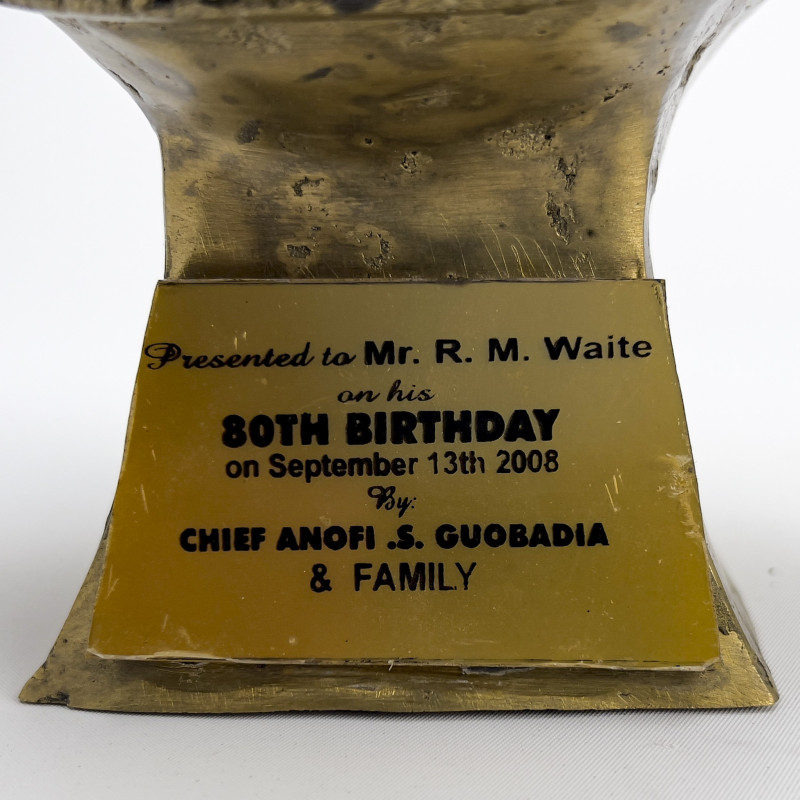 Presented to Mr. R. M. Waite
on his
80TH BIRTHDAY
on September 13th 2008
By:
CHIEF ANOFI .S. GUOBADIA
& FAMILY